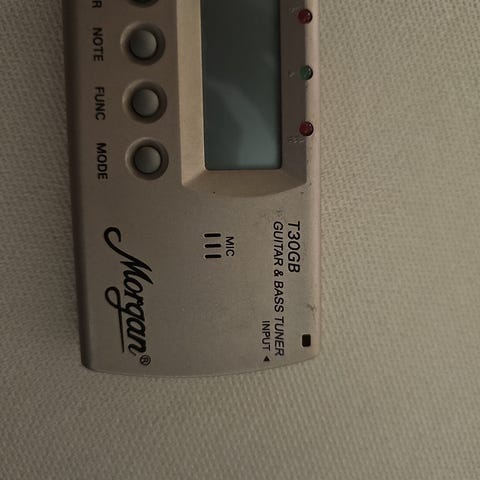 T30GB
GUITAR & BASS TUNER
INPUT
MIC
Morgan®
NOTE
FUNC
MODE